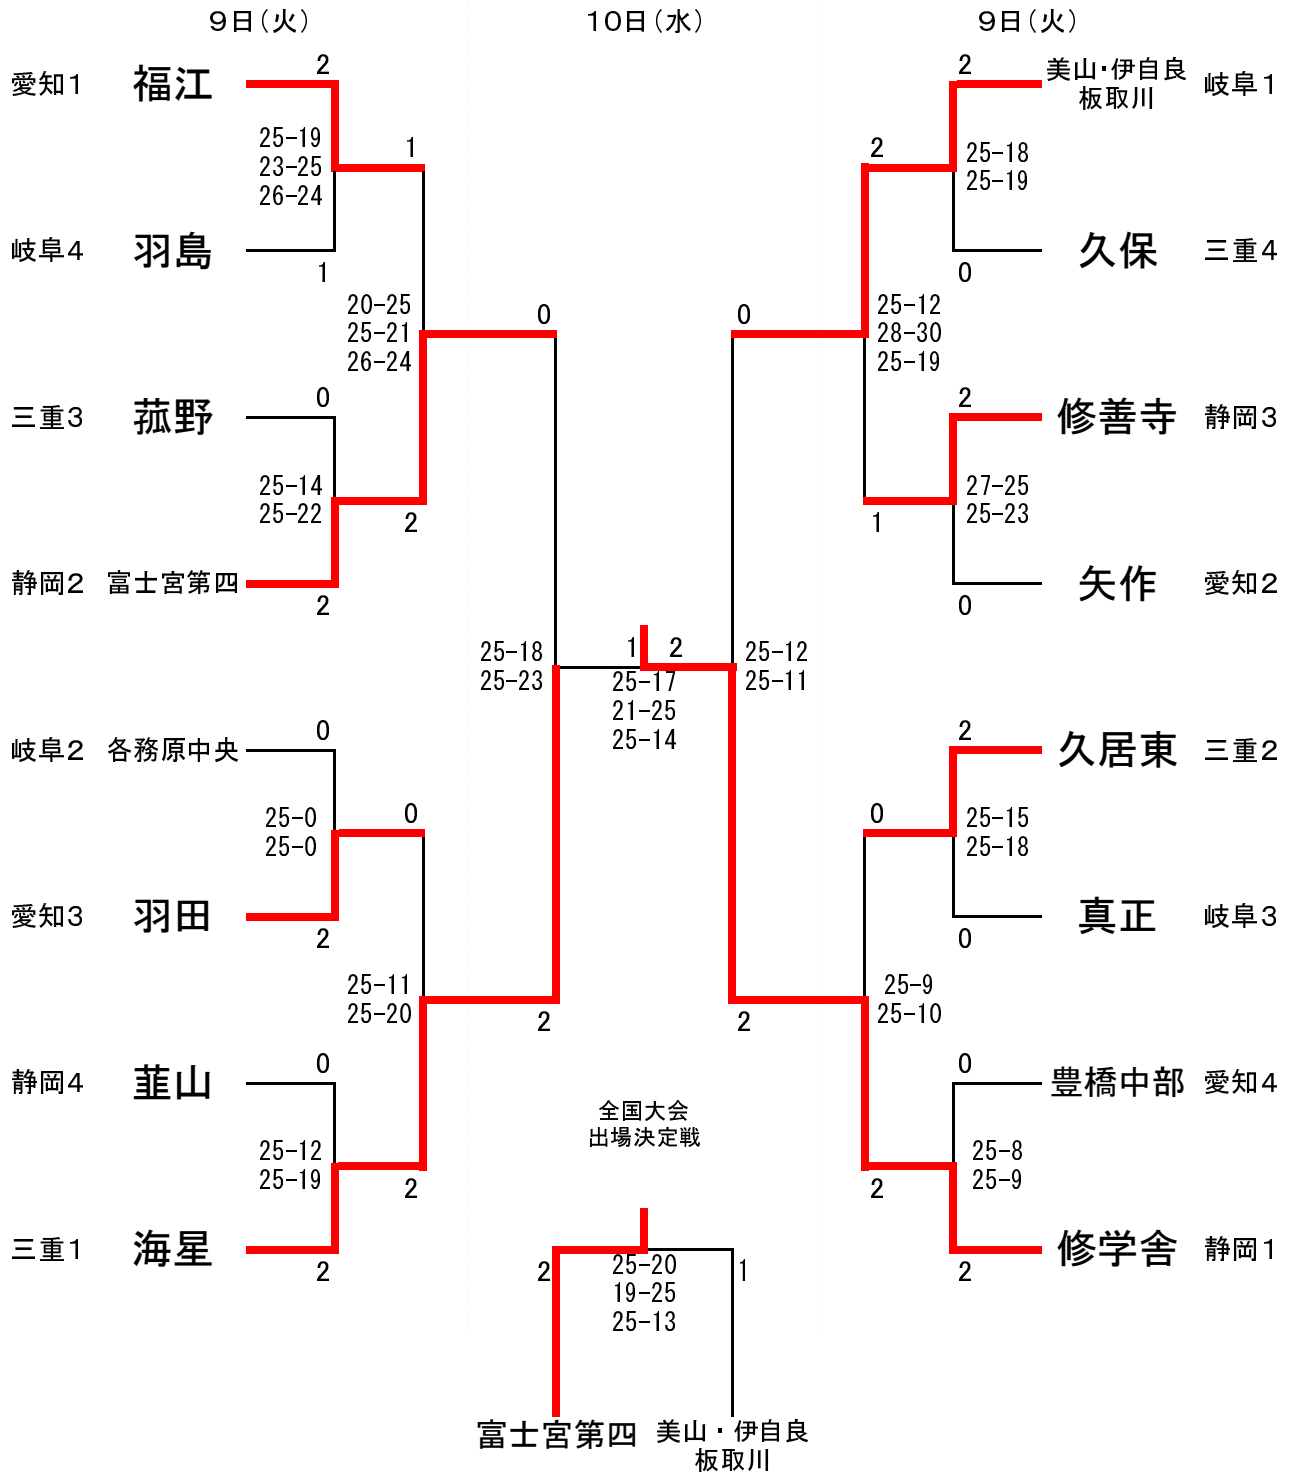 9日(火)
10日(水)
9日(火)
愛知1 福江
2
25-19
23-25
26-24
1
岐阜4 羽島
1
20-25
25-21
26-24
0
三重3 菰野
0
25-14
25-22
2
静岡2 富士宮第四
2
25-18
25-23
岐阜2 各務原中央
0
25-0
25-0
0
愛知3 羽田
2
25-11
25-20
2
静岡4 韮山
0
25-12
25-19
2
三重1 海星
2
1 2
25-17
21-25
25-14
2
美山・伊自良
板取川
岐阜1
2
25-18
25-19
久保 三重4
0
0
25-12
28-30
25-19
2
修善寺 静岡3
1
27-25
25-23
矢作 愛知2
0
25-12
25-11
2
久居東 三重2
0
25-15
25-18
真正 岐阜3
0
25-9
25-10
2
0
豊橋中部 愛知4
25-8
25-9
2
修学舎 静岡1
2
全国大会
出場決定戦
2
25-20
19-25
25-13
1
富士宮第四
美山・伊自良
板取川